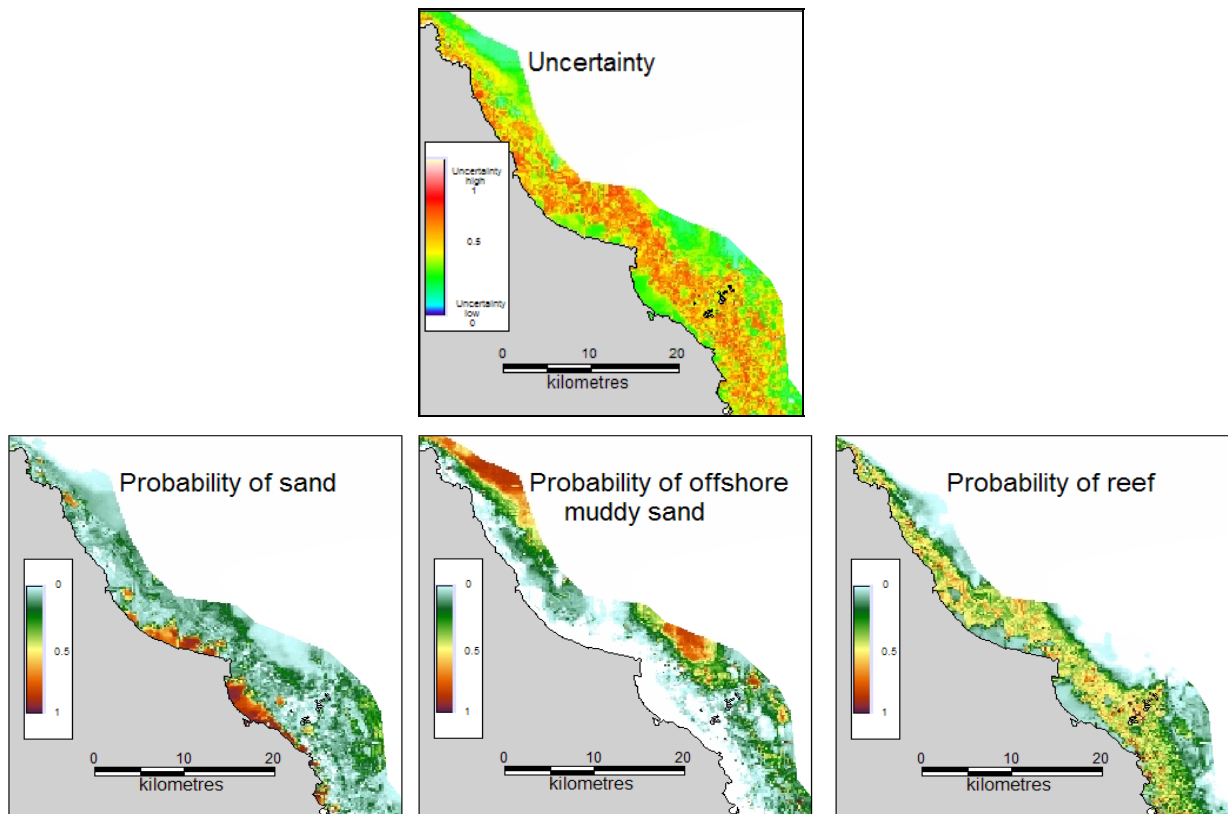 Uncertainty
Uncertainty
high
1
0.5
Uncertainty
low
0
0 10 20
kilometres
Probability of sand
0
0.5
1
0 10 20
kilometres
Probability of offshore
muddy sand
0
0.5
1
0 10 20
kilometres
Probability of reef
0
0.5
1
0 10 20
kilometres